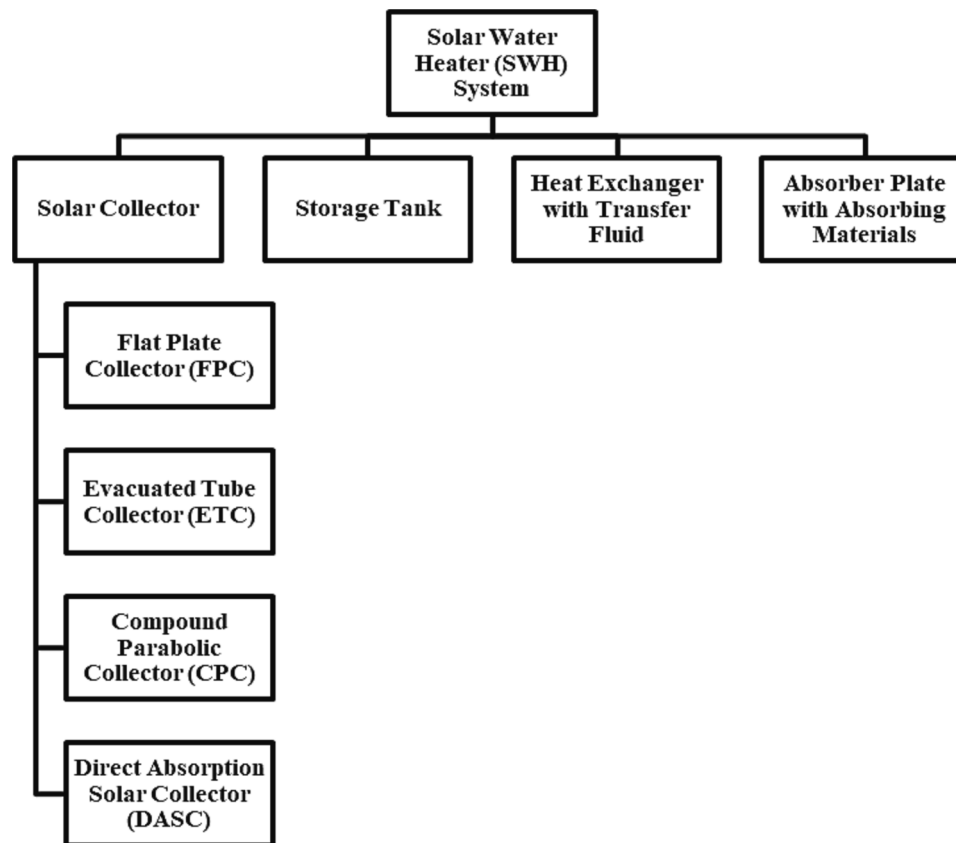 Solar Water
Heater (SWH)
System
Solar Collector
Storage Tank
Heat Exchanger
with Transfer
Fluid
Absorber Plate
with Absorbing
Materials
Flat Plate
Collector (FPC)
Evacuated Tube
Collector (ETC)
Compound
Parabolic
Collector (CPC)
Direct Absorption
Solar Collector
(DASC)